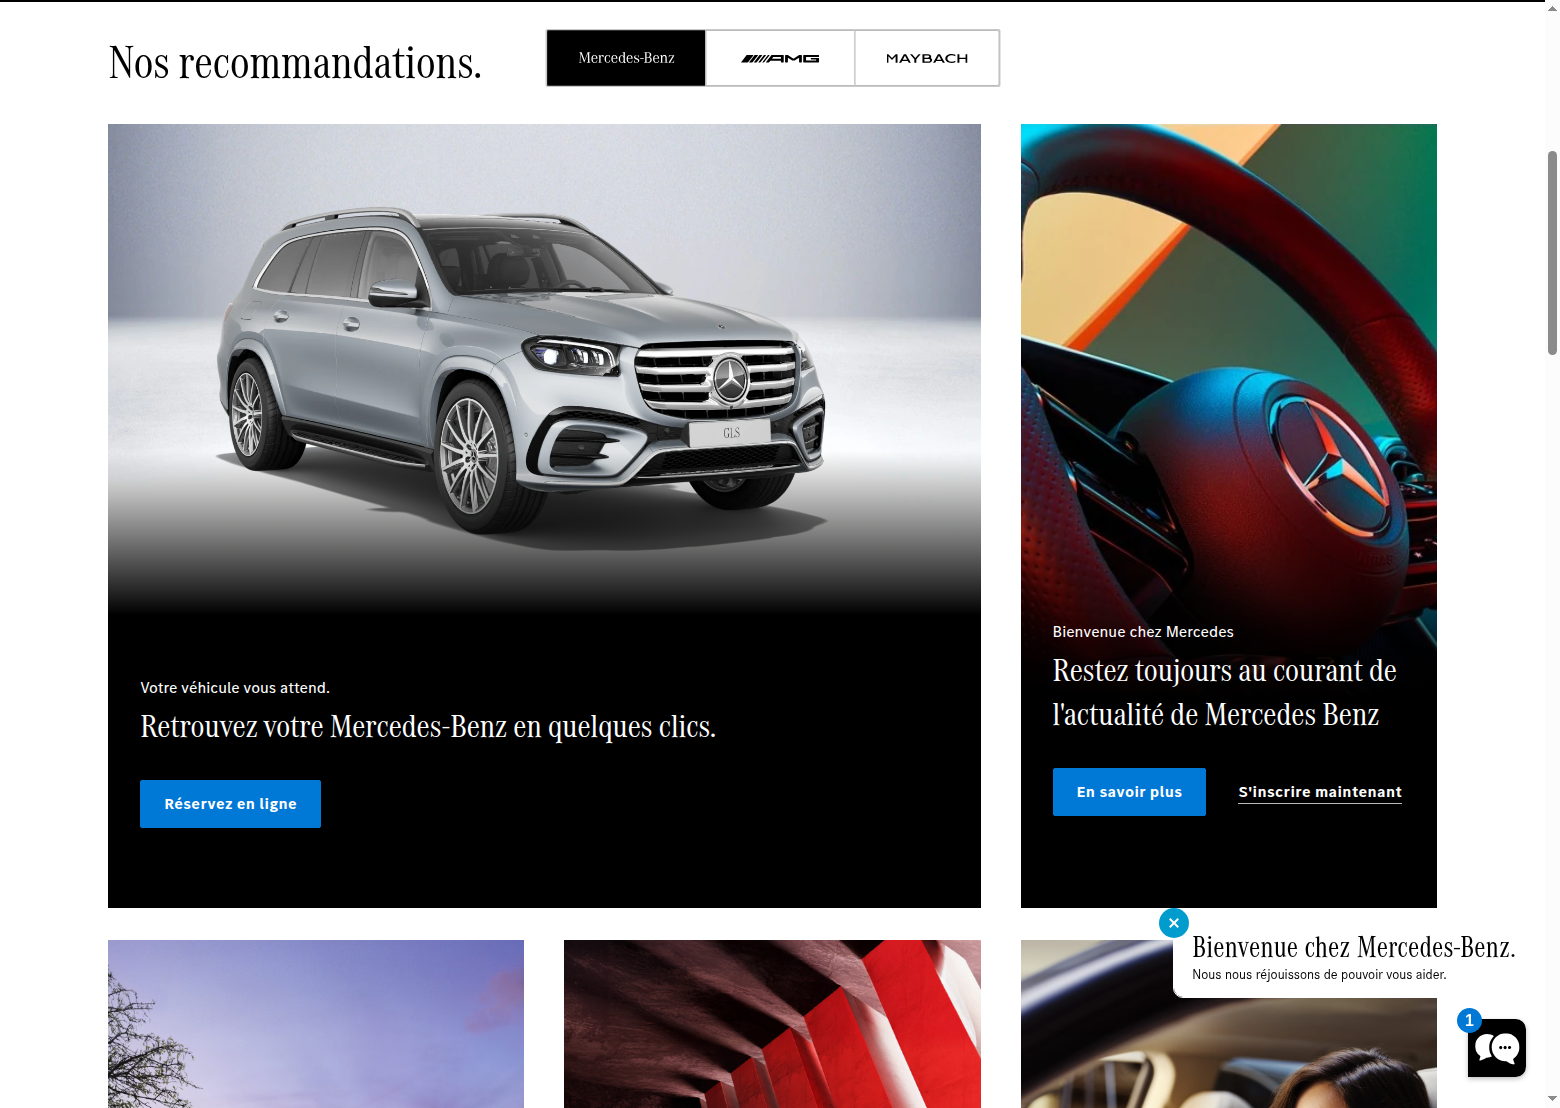 Nos recommandations.
Mercedes-Benz
AMG
MAYBACH
GLS
Votre véhicule vous attend.
Retrouvez votre Mercedes-Benz en quelques clics.
Réservez en ligne
Bienvenue chez Mercedes
Restez toujours au courant de
l'actualité de Mercedes Benz
En savoir plus
S'inscrire maintenant
Bienvenue chez Mercedes-Benz.
Nous nous réjouissons de pouvoir vous aider.
1